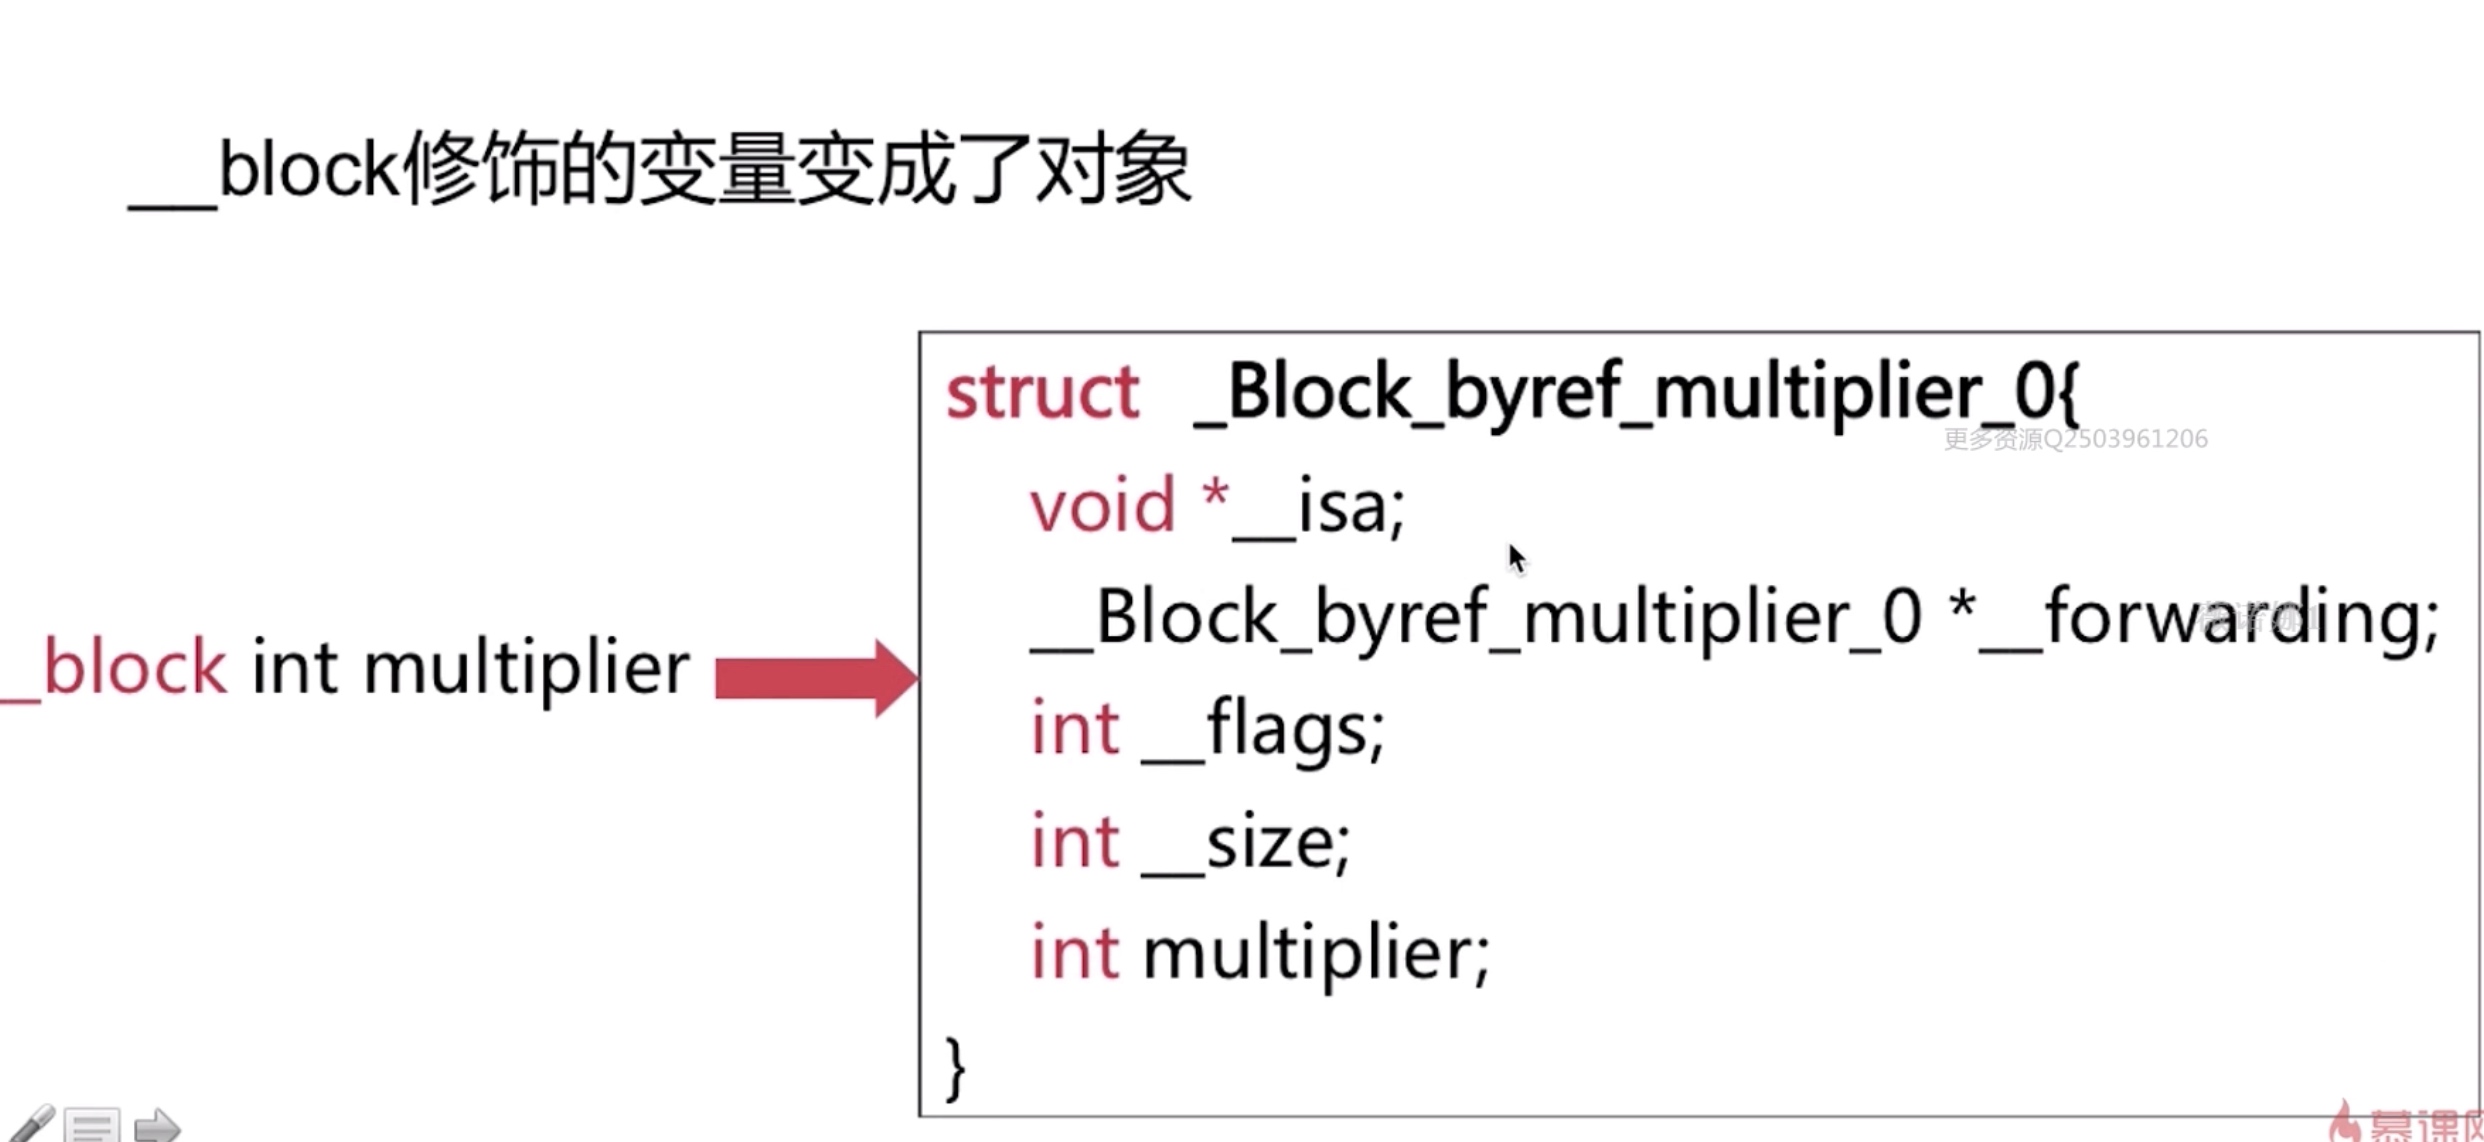 __block修饰的变量变成了对象
struct _Block_byref_multiplier_0{
更多资源Q2503961206
void *__isa;
__Block_byref_multiplier_0 *__forwarding;
_block int multiplier
int __flags;
int __size;
int multiplier;
}
慕课网